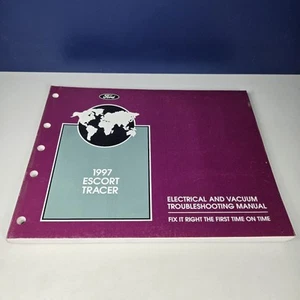 Ford
1997
ESCORT
TRACER
ELECTRICAL AND VACUUM
TROUBLESHOOTING MANUAL
FIX IT RIGHT THE FIRST TIME ON TIME